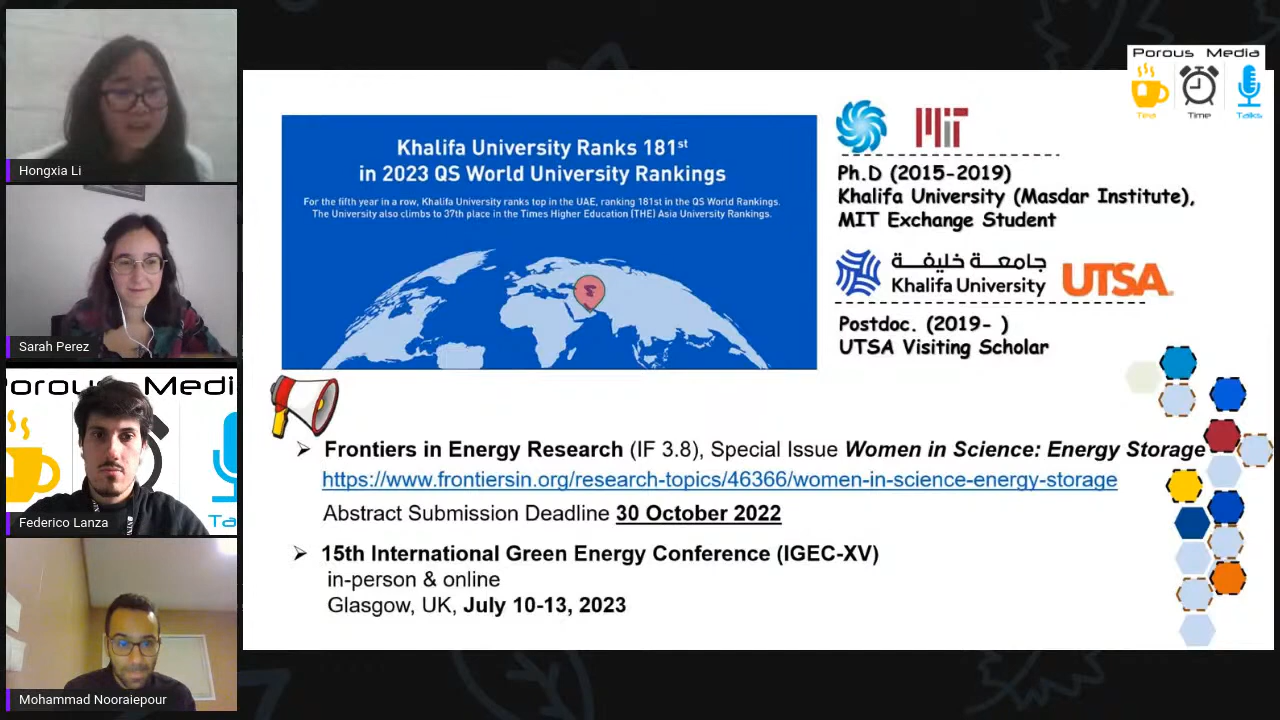 Hongxia Li
Sarah Perez
Porous Media
Ta
Federico Lanza
Mohammad Nooraiepour
Porous Media
Tea Time Talks
Khalifa University Ranks 181st
in 2023 QS World University Rankings
For the fifth year in a row, Khalifa University ranks top in the UAE, ranking 181st in the QS World Rankings.
The University also climbs to 37th place in the Times Higher Education (THE) Asia University Rankings.
MIT
Ph.D (2015-2019)
Khalifa University (Masdar Institute),
MIT Exchange Student
جامعة خليفة
Khalifa University
UTSA
Postdoc. (2019- )
UTSA Visiting Scholar
➢ Frontiers in Energy Research (IF 3.8), Special Issue Women in Science: Energy Storage
https://www.frontiersin.org/research-topics/46366/women-in-science-energy-storage
Abstract Submission Deadline 30 October 2022
➢ 15th International Green Energy Conference (IGEC-XV)
in-person & online
Glasgow, UK, July 10-13, 2023